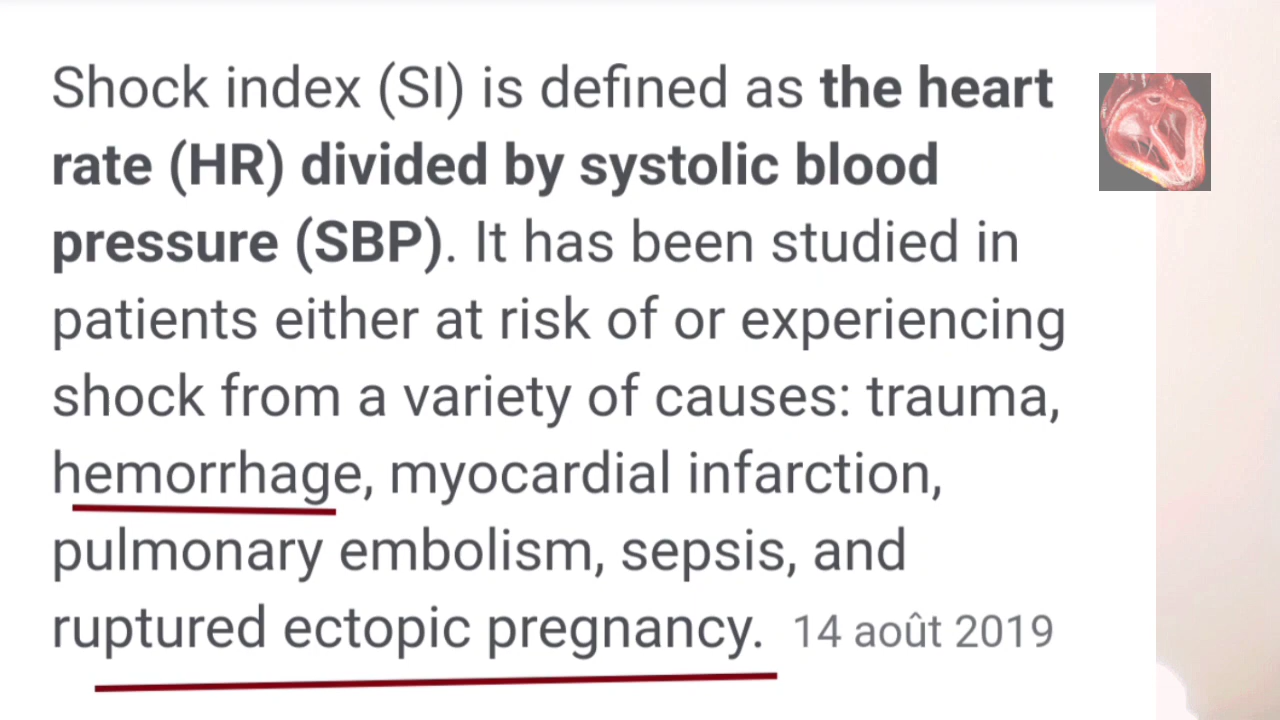 Shock index (SI) is defined as the heart
rate (HR) divided by systolic blood
pressure (SBP). It has been studied in
patients either at risk of or experiencing
shock from a variety of causes: trauma,
hemorrhage, myocardial infarction,
pulmonary embolism, sepsis, and
ruptured ectopic pregnancy. 14 août 2019